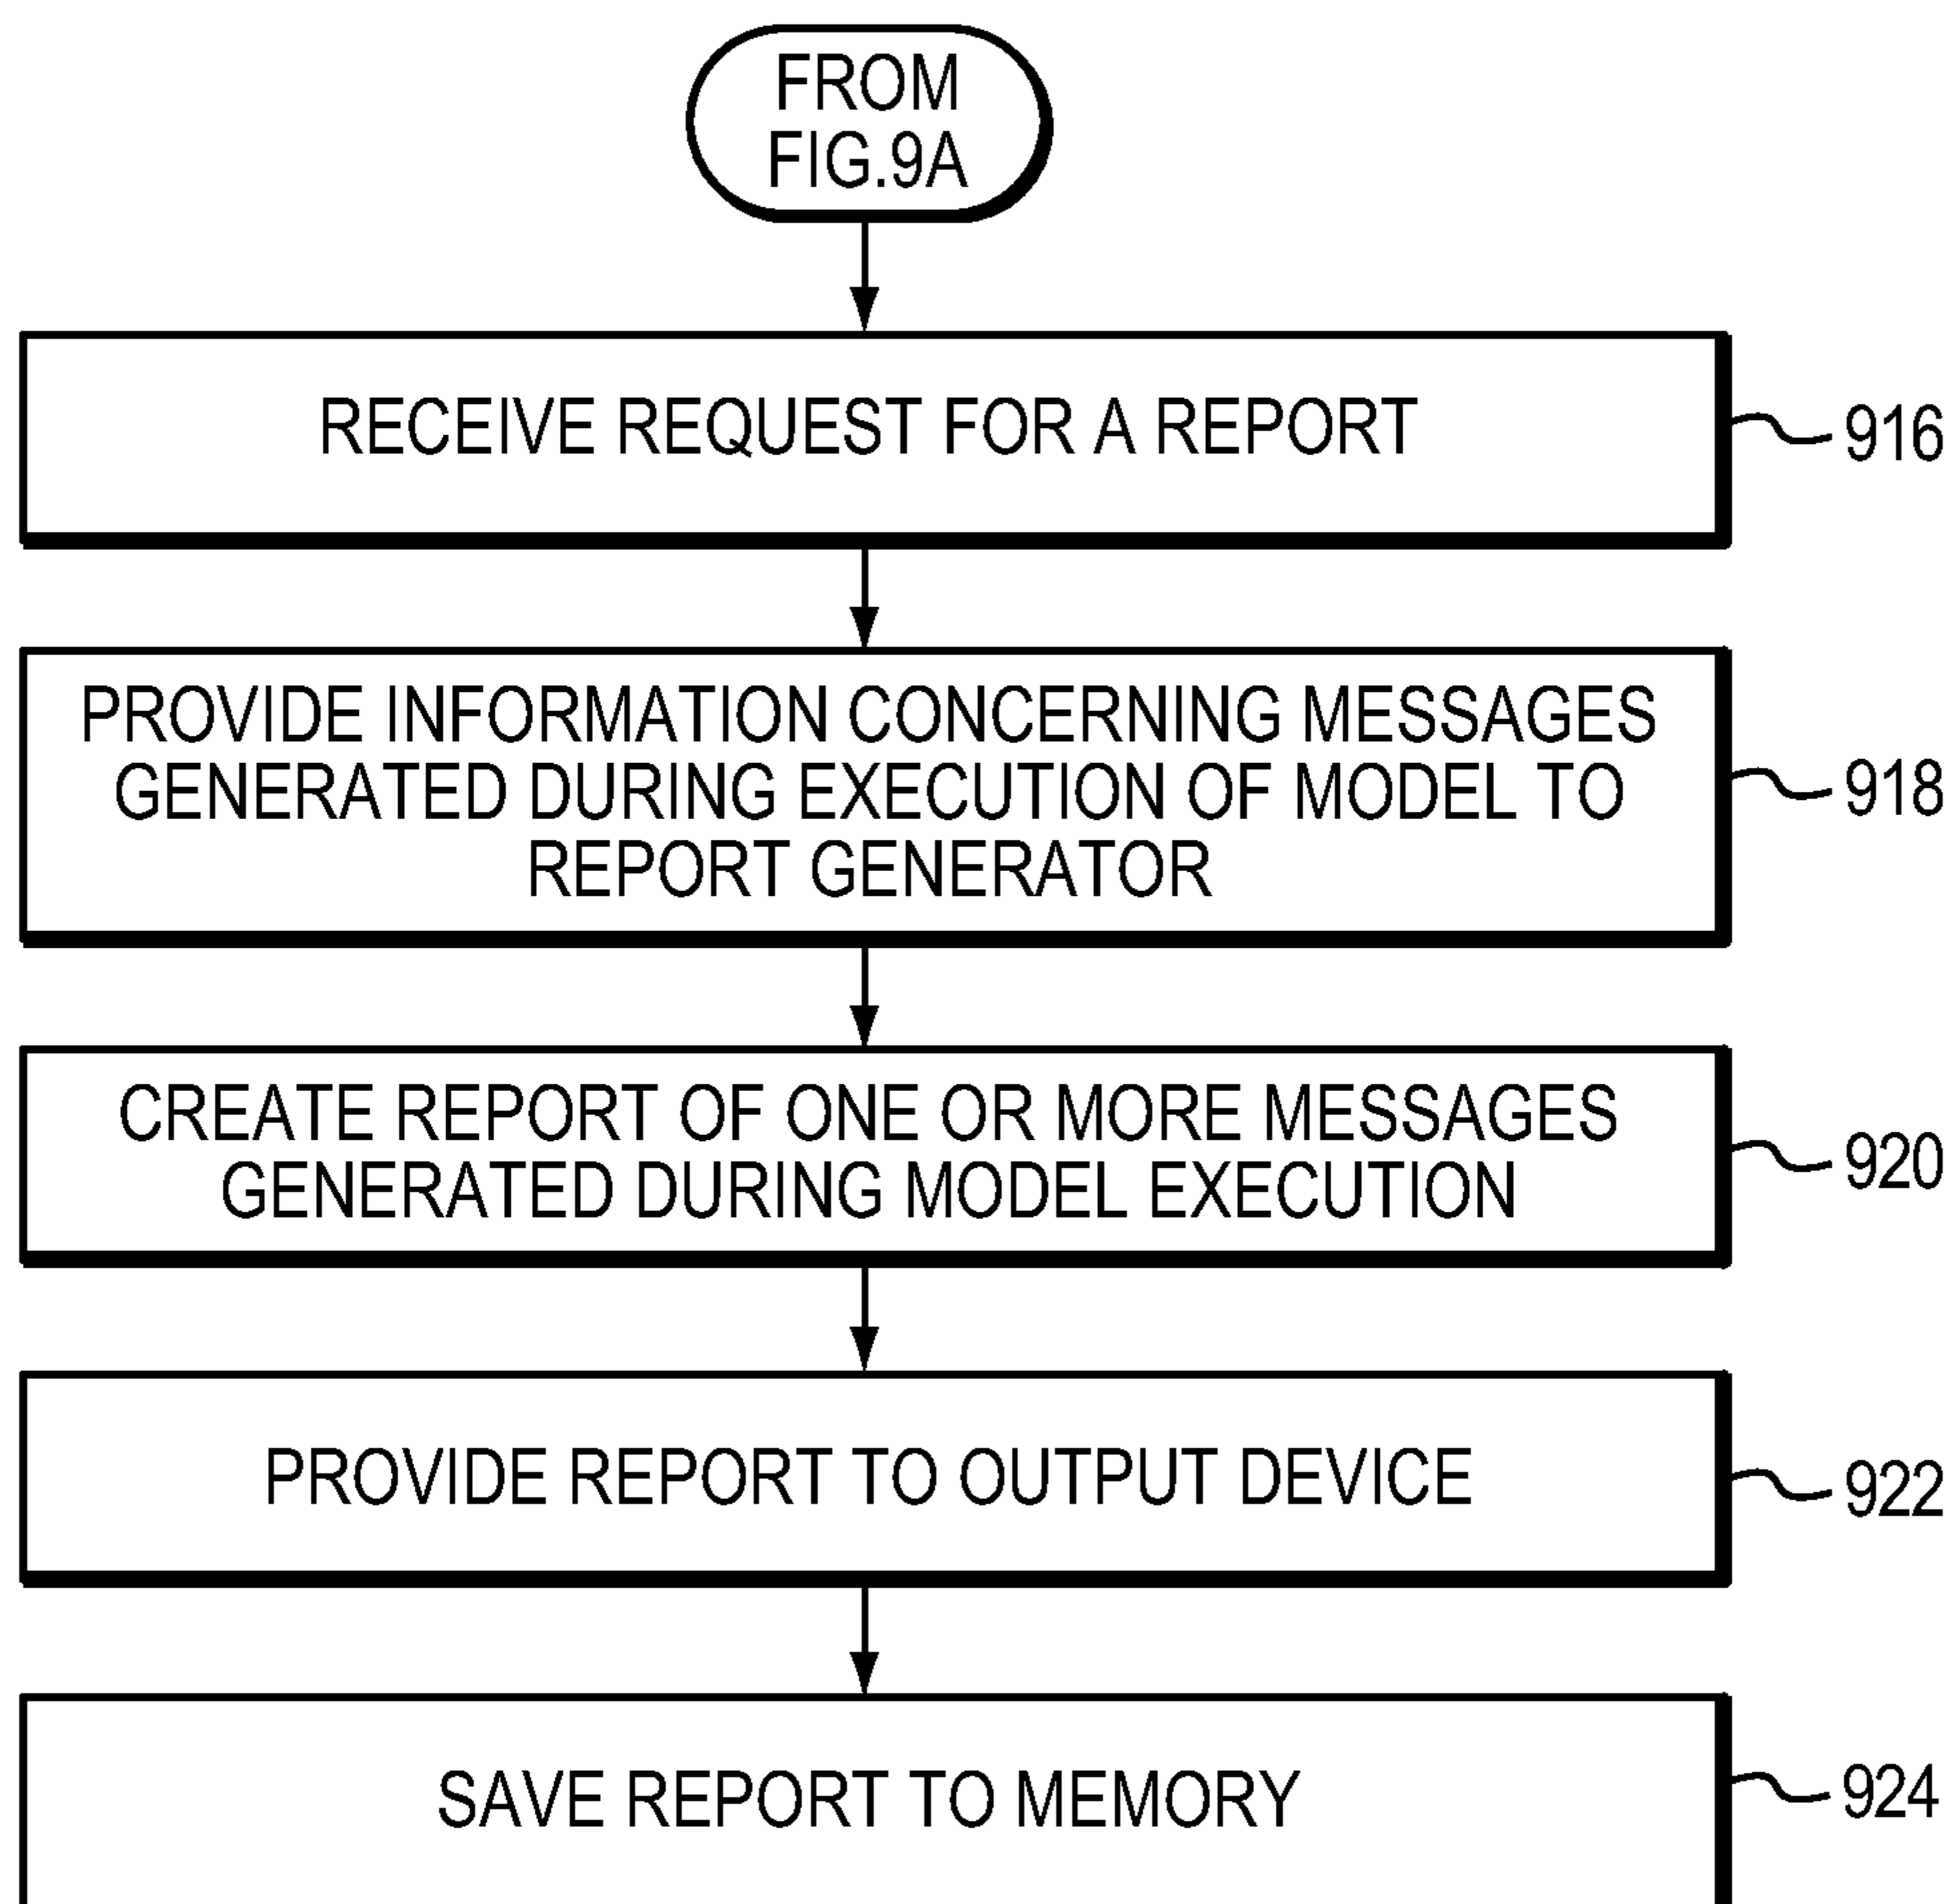 FROM
FIG.9A
RECEIVE REQUEST FOR A REPORT
916
PROVIDE INFORMATION CONCERNING MESSAGES
GENERATED DURING EXECUTION OF MODEL TO
REPORT GENERATOR
918
CREATE REPORT OF ONE OR MORE MESSAGES
GENERATED DURING MODEL EXECUTION
920
PROVIDE REPORT TO OUTPUT DEVICE
922
SAVE REPORT TO MEMORY
924